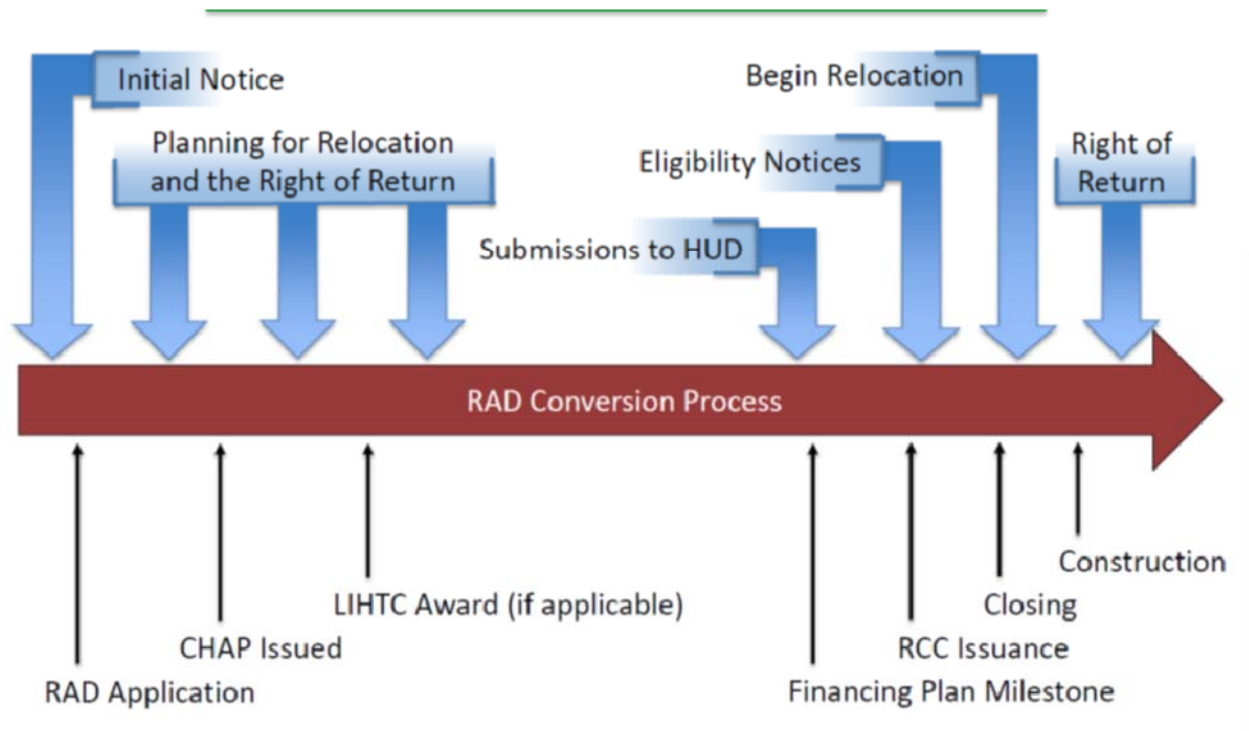 Initial Notice
Planning for Relocation
and the Right of Return
Begin Relocation
Eligibility Notices
Submissions to HUD
Right of
Return
RAD Conversion Process
Construction
LIHTC Award (if applicable)
Closing
CHAP Issued
RCC Issuance
RAD Application
Financing Plan Milestone